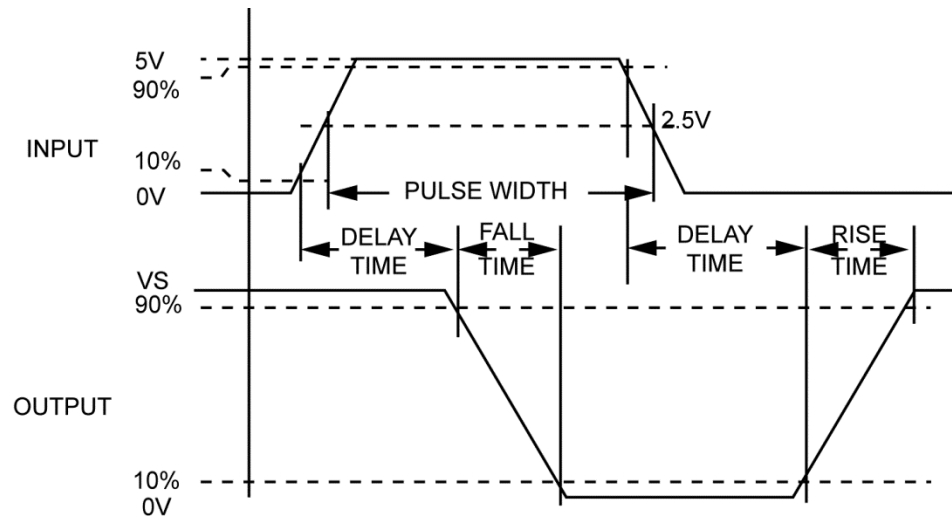 5V
90%
2.5V
INPUT
10%
0V
PULSE WIDTH
DELAY TIME
FALL TIME
DELAY TIME
RISE TIME
VS
90%
OUTPUT
10%
0V